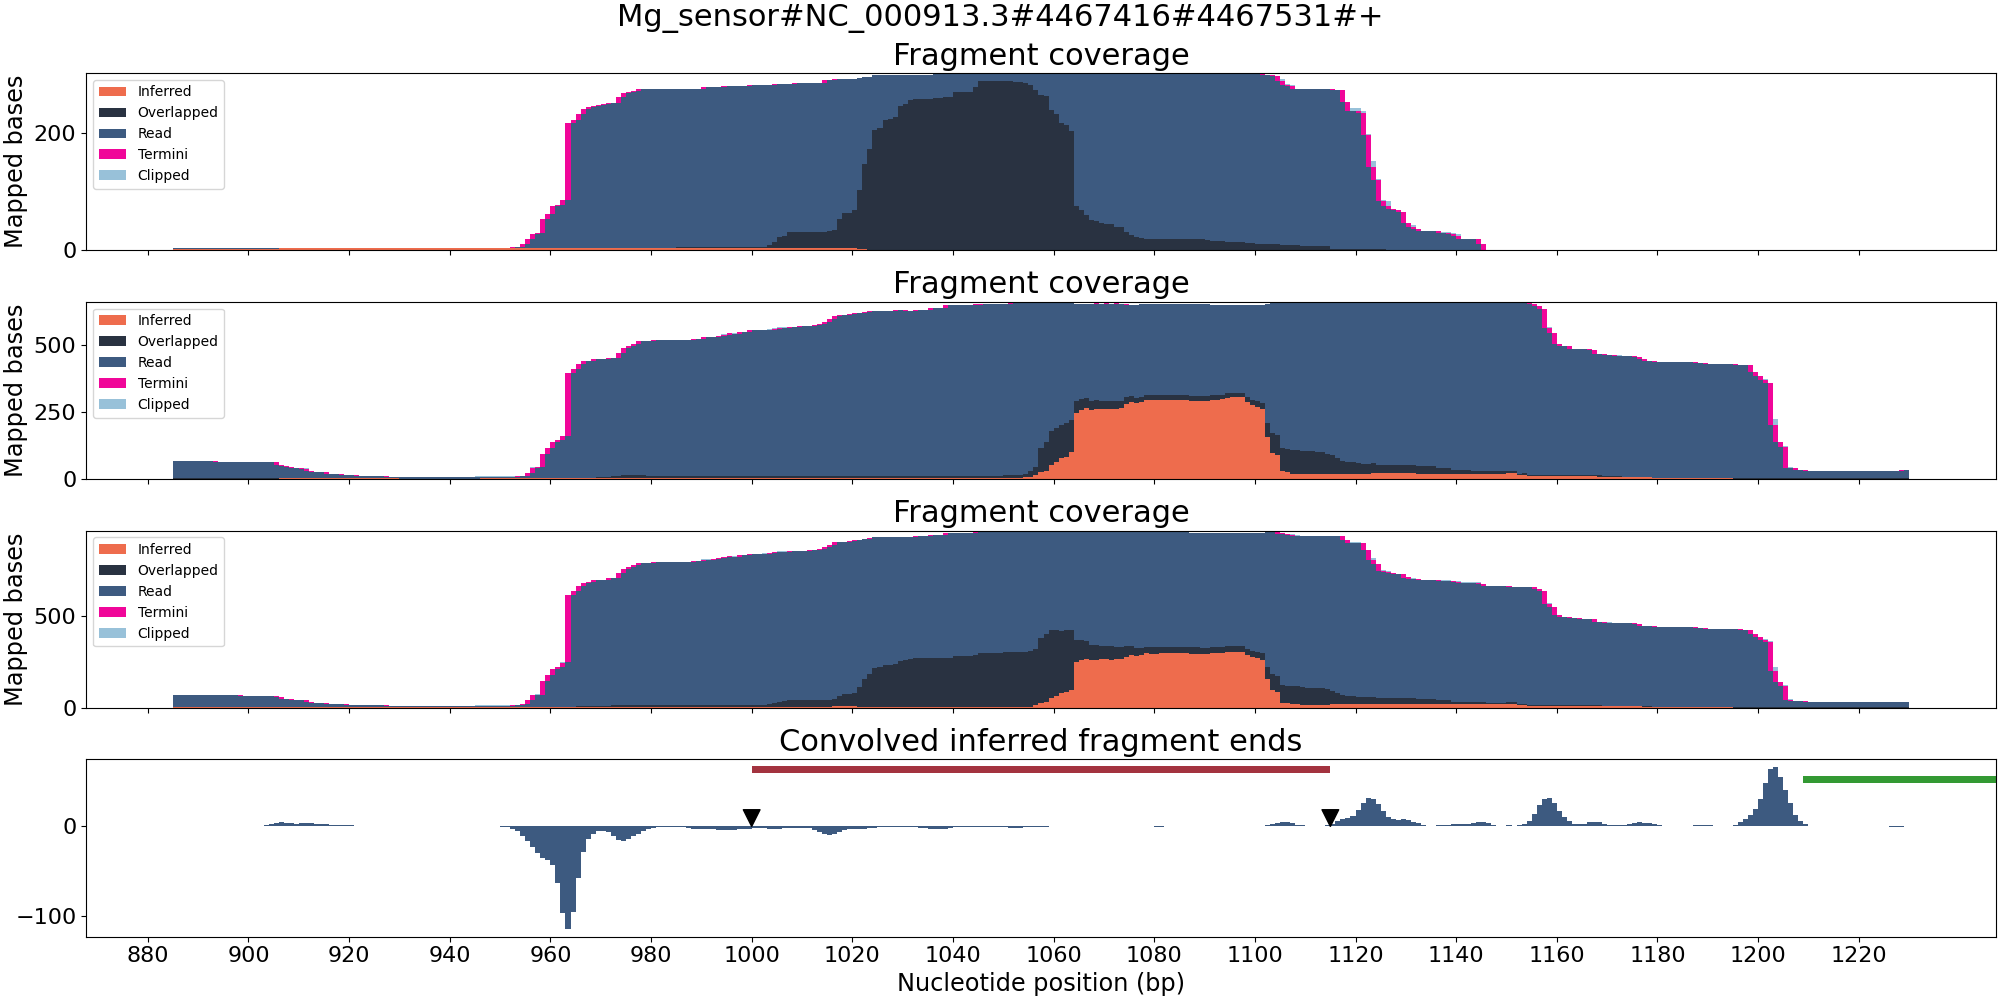 Mg_sensor#NC_000913.3#4467416#4467531#+
Fragment coverage
Mapped bases
200
0
Inferred
Overlapped
Read
Termini
Clipped
Fragment coverage
Mapped bases
500
250
0
Inferred
Overlapped
Read
Termini
Clipped
Fragment coverage
Mapped bases
500
0
Inferred
Overlapped
Read
Termini
Clipped
Convolved inferred fragment ends
0
−100
880 900 920 940 960 980 1000 1020 1040 1060 1080 1100 1120 1140 1160 1180 1200 1220
Nucleotide position (bp)